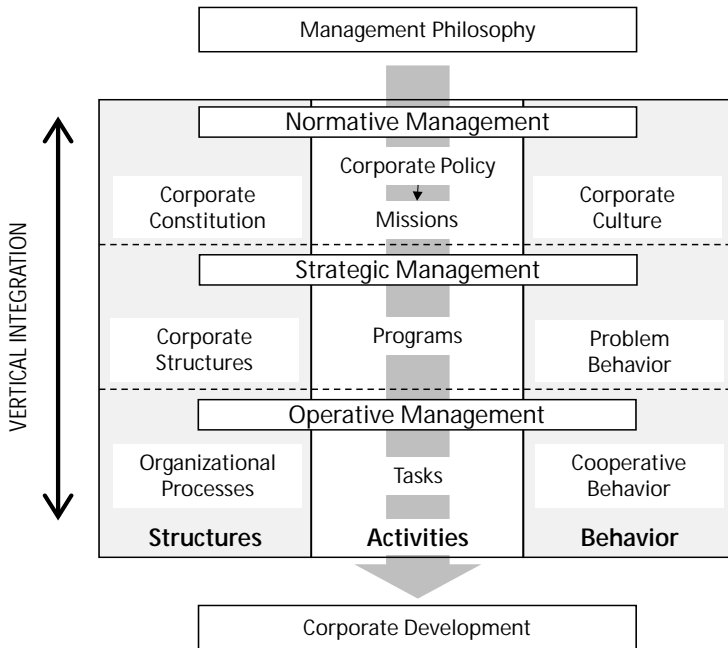 Management Philosophy
VERTICAL INTEGRATION
Normative Management
Corporate
Constitution
Corporate Policy
Missions
Corporate
Culture
Strategic Management
Corporate
Structures
Programs
Problem
Behavior
Operative Management
Organizational
Processes
Tasks
Cooperative
Behavior
Structures
Activities
Behavior
Corporate Development